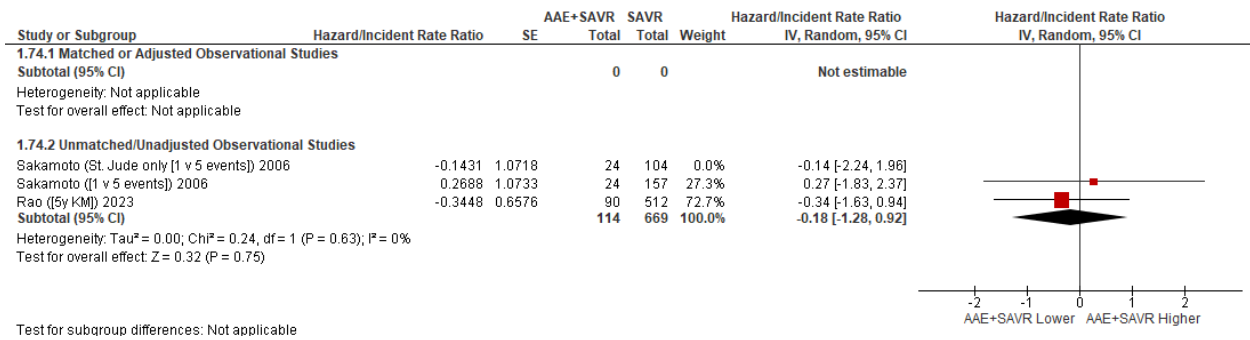 AAE+SAVR SAVR Hazard/Incident Rate Ratio Hazard/Incident Rate Ratio
Study or Subgroup Hazard/Incident Rate Ratio SE Total Total Weight IV, Random, 95% CI IV, Random, 95% CI
1.74.1 Matched or Adjusted Observational Studies
Subtotal (95% CI) 0 0 Not estimable
Heterogeneity: Not applicable
Test for overall effect: Not applicable
1.74.2 Unmatched/Unadjusted Observational Studies
Sakamoto (St. Jude only [1 v 5 events]) 2006 -0.1431 1.0718 24 104 0.0% -0.14 [-2.24, 1.96]
Sakamoto ([1 v 5 events]) 2006 0.2688 1.0733 24 157 27.3% 0.27 [-1.83, 2.37]
Rao ([5y KM]) 2023 -0.3448 0.6576 90 512 72.7% -0.34 [-1.63, 0.94]
Subtotal (95% CI) 114 669 100.0% -0.18 [-1.28, 0.92]
Heterogeneity: Tau² = 0.00; Chi² = 0.24, df = 1 (P = 0.63); I² = 0%
Test for overall effect: Z = 0.32 (P = 0.75)
-2 -1 0 1 2
AAE+SAVR Lower AAE+SAVR Higher
Test for subgroup differences: Not applicable